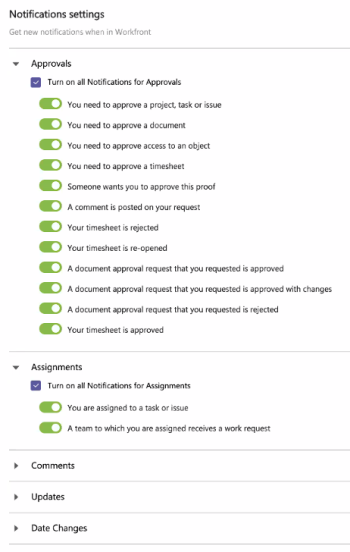 Notifications settings
Get new notifications when in Workfront
Approvals
Turn on all Notifications for Approvals
You need to approve a project, task or issue
You need to approve a document
You need to approve access to an object
You need to approve a timesheet
Someone wants you to approve this proof
A comment is posted on your request
Your timesheet is rejected
Your timesheet is re-opened
A document approval request that you requested is approved
A document approval request that you requested is approved with changes
A document approval request that you requested is rejected
Your timesheet is approved
Assignments
Turn on all Notifications for Assignments
You are assigned to a task or issue
A team to which you are assigned receives a work request
Comments
Updates
Date Changes